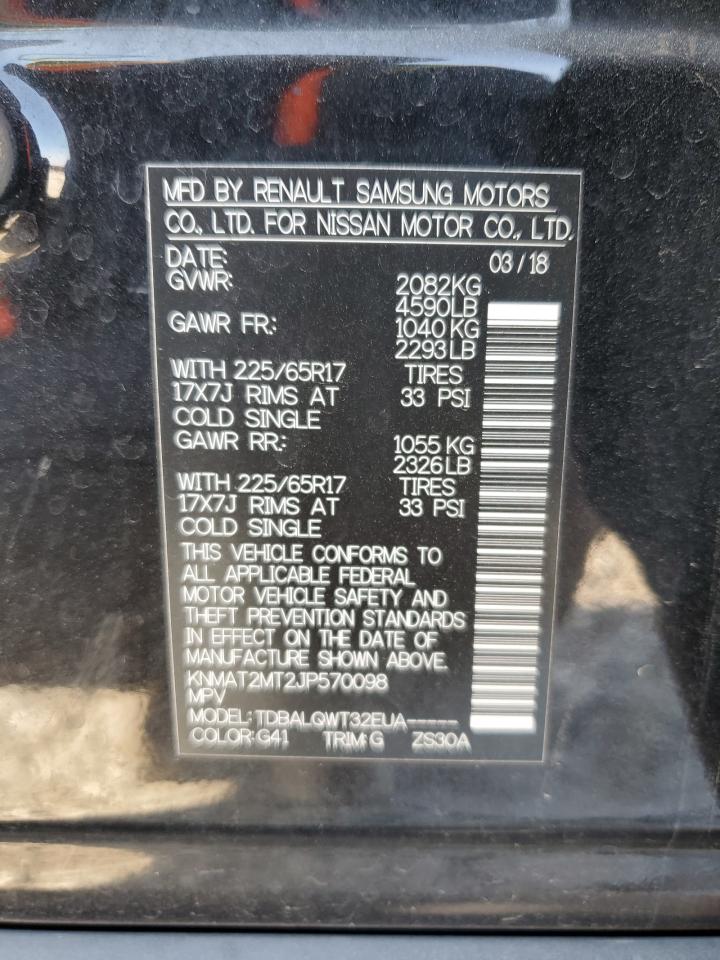 MFD BY RENAULT SAMSUNG MOTORS
CO., LTD. FOR NISSAN MOTOR CO., LTD.
DATE: 03/18
GVWR: 2082KG
4590LB
GAWR FR.: 1040 KG
2293 LB
WITH 225/65R17 TIRES
17X7J RIMS AT 33 PSI
COLD SINGLE
GAWR RR.: 1055 KG
2326 LB
WITH 225/65R17 TIRES
17X7J RIMS AT 33 PSI
COLD SINGLE
THIS VEHICLE CONFORMS TO
ALL APPLICABLE FEDERAL
MOTOR VEHICLE SAFETY AND
THEFT PREVENTION STANDARDS
IN EFFECT ON THE DATE OF
MANUFACTURE SHOWN ABOVE.
KNMAT2MT2JP570098
MPV
MODEL: TDBALQWT32EUA-----
COLOR: G41 TRIM: G ZS30A